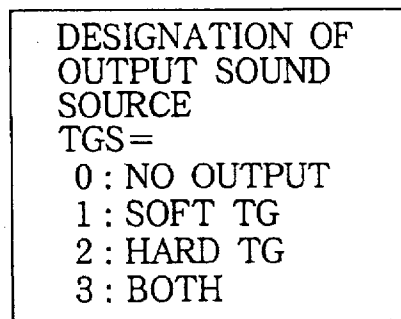 DESIGNATION OF
OUTPUT SOUND
SOURCE
TGS=
0 : NO OUTPUT
1 : SOFT TG
2 : HARD TG
3 : BOTH